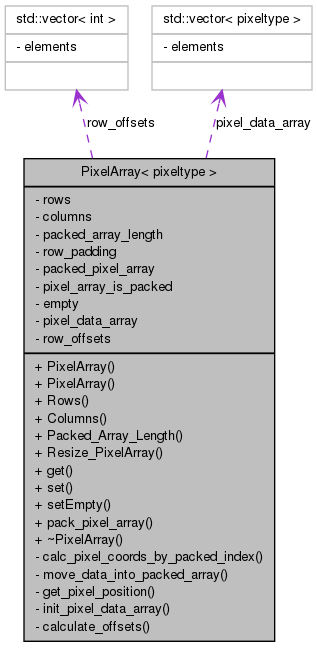 std::vector< int >
- elements
std::vector< pixeltype >
- elements
row_offsets
pixel_data_array
PixelArray< pixeltype >
- rows
- columns
- packed_array_length
- row_padding
- packed_pixel_array
- pixel_array_is_packed
- empty
- pixel_data_array
- row_offsets
+ PixelArray()
+ PixelArray()
+ Rows()
+ Columns()
+ Packed_Array_Length()
+ Resize_PixelArray()
+ get()
+ set()
+ setEmpty()
+ pack_pixel_array()
+ ~PixelArray()
- calc_pixel_coords_by_packed_index()
- move_data_into_packed_array()
- get_pixel_position()
- init_pixel_data_array()
- calculate_offsets()